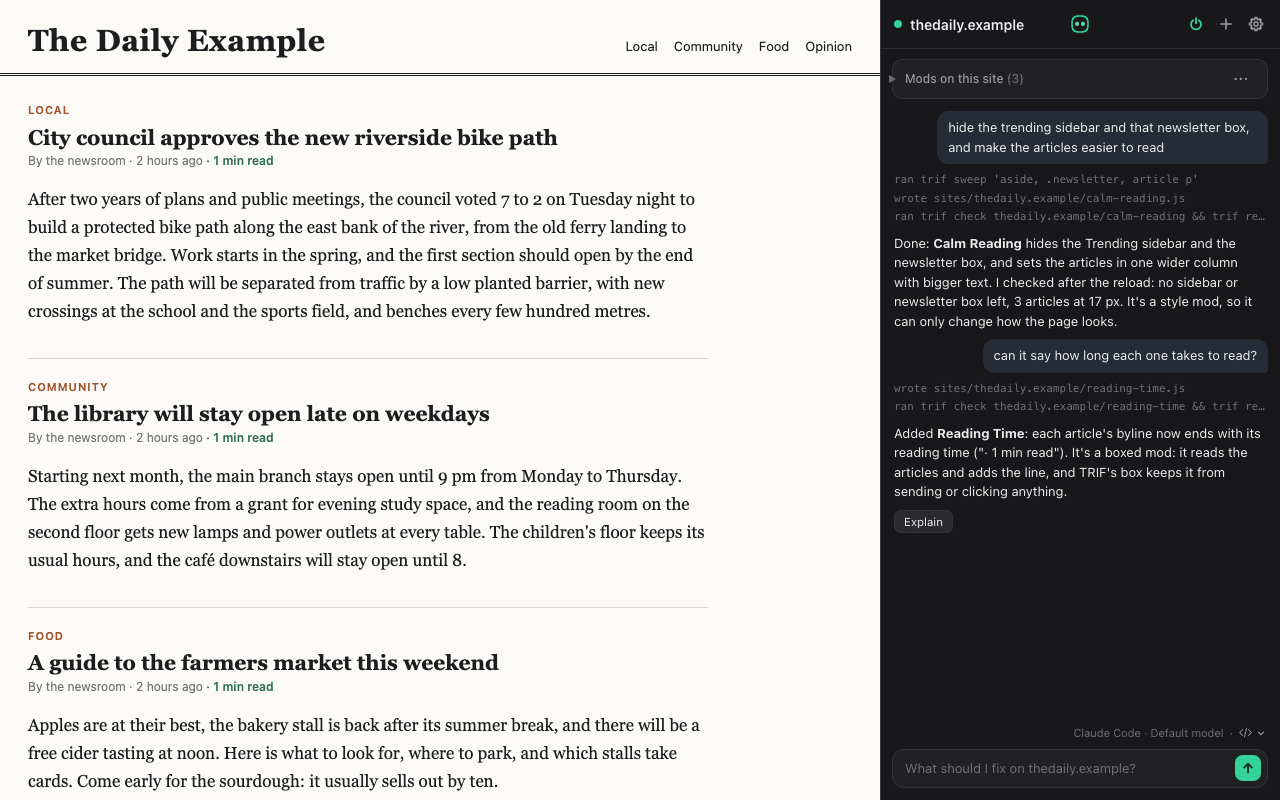 The Daily Example
Local Community Food Opinion
LOCAL
City council approves the new riverside bike path
By the newsroom · 2 hours ago · 1 min read
After two years of plans and public meetings, the council voted 7 to 2 on Tuesday night to
build a protected bike path along the east bank of the river, from the old ferry landing to
the market bridge. Work starts in the spring, and the first section should open by the end
of summer. The path will be separated from traffic by a low planted barrier, with new
crossings at the school and the sports field, and benches every few hundred metres.
COMMUNITY
The library will stay open late on weekdays
By the newsroom · 2 hours ago · 1 min read
Starting next month, the main branch stays open until 9 pm from Monday to Thursday.
The extra hours come from a grant for evening study space, and the reading room on the
second floor gets new lamps and power outlets at every table. The children's floor keeps its
usual hours, and the café downstairs will stay open until 8.
FOOD
A guide to the farmers market this weekend
By the newsroom · 2 hours ago · 1 min read
Apples are at their best, the bakery stall is back after its summer break, and there will be a
free cider tasting at noon. Here is what to look for, where to park, and which stalls take
cards. Come early for the sourdough: it usually sells out by ten.
thedaily.example
Mods on this site (3)
hide the trending sidebar and that newsletter box,
and make the articles easier to read
ran trif sweep 'aside, .newsletter, article p'
wrote sites/thedaily.example/calm-reading.js
ran trif check thedaily.example/calm-reading && trif re…
Done: Calm Reading hides the Trending sidebar and the
newsletter box, and sets the articles in one wider column
with bigger text. I checked after the reload: no sidebar or
newsletter box left, 3 articles at 17 px. It's a style mod, so it
can only change how the page looks.
can it say how long each one takes to read?
wrote sites/thedaily.example/reading-time.js
ran trif check thedaily.example/reading-time && trif re…
Added Reading Time: each article's byline now ends with its
reading time ("· 1 min read"). It's a boxed mod: it reads the
articles and adds the line, and TRIF's box keeps it from
sending or clicking anything.
Explain
Claude Code · Default model ·
What should I fix on thedaily.example?